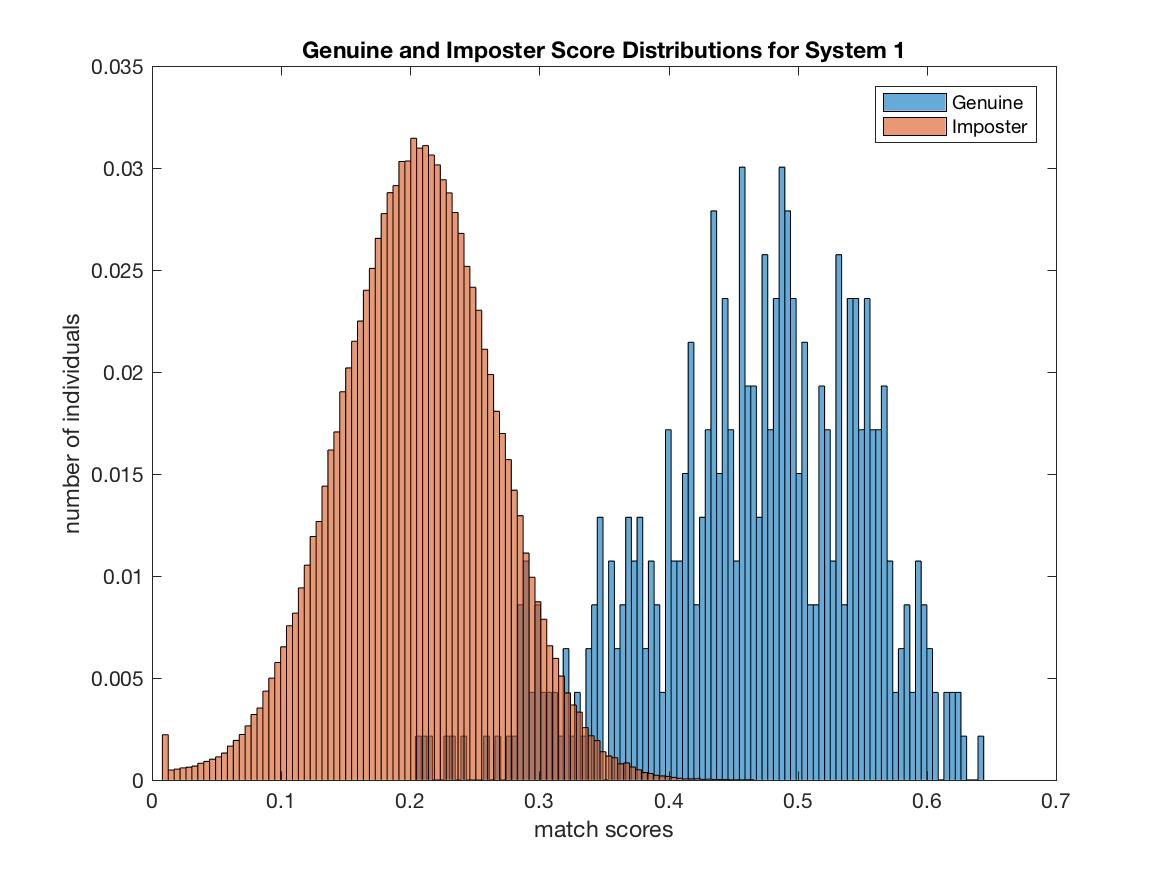 Genuine and Imposter Score Distributions for System 1
0.035
0.03
0.025
0.02
0.015
0.01
0.005
0
number of individuals
Genuine
Imposter
0 0.1 0.2 0.3 0.4 0.5 0.6 0.7
match scores